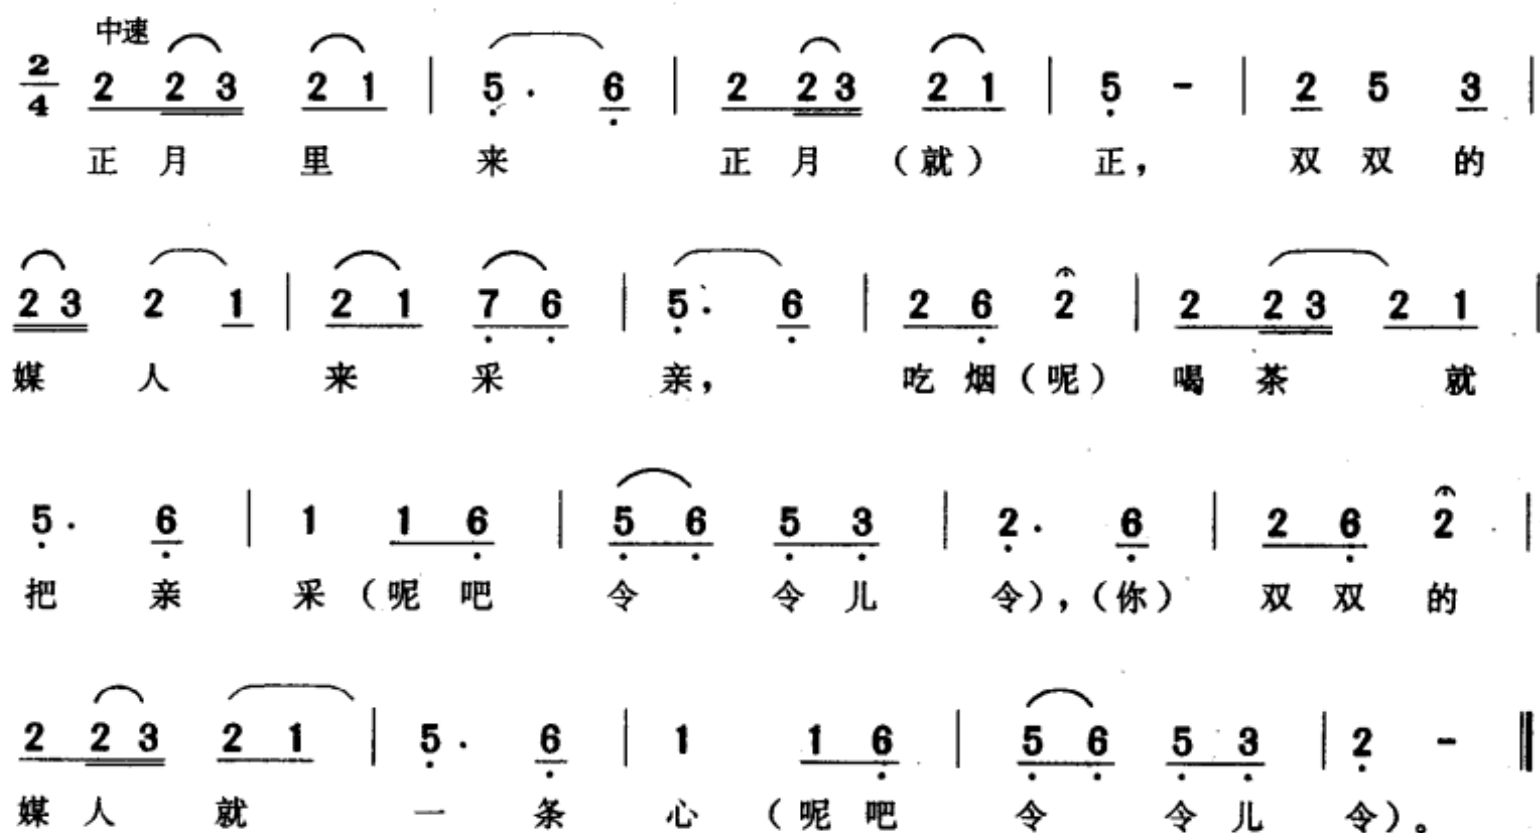 中速
2/4 2 2 3 2 1 | 5 . 6 | 2 2 3 2 1 | 5 - | 2 5 3 |
正月里来 正月（就）正，双双的
2 3 2 1 | 2 1 7 6 | 5 . 6 | 2 6 2 | 2 2 3 2 1 |
媒人来采亲，吃烟（呢）喝茶就
5 . 6 | 1 1 6 | 5 6 5 3 | 2 . 6 | 2 6 2 |
把亲采（呢吧令令儿令），（你）双双的
2 2 3 2 1 | 5 . 6 | 1 1 6 | 5 6 5 3 | 2 - ‖
媒人就一条心（呢吧令令儿令）。